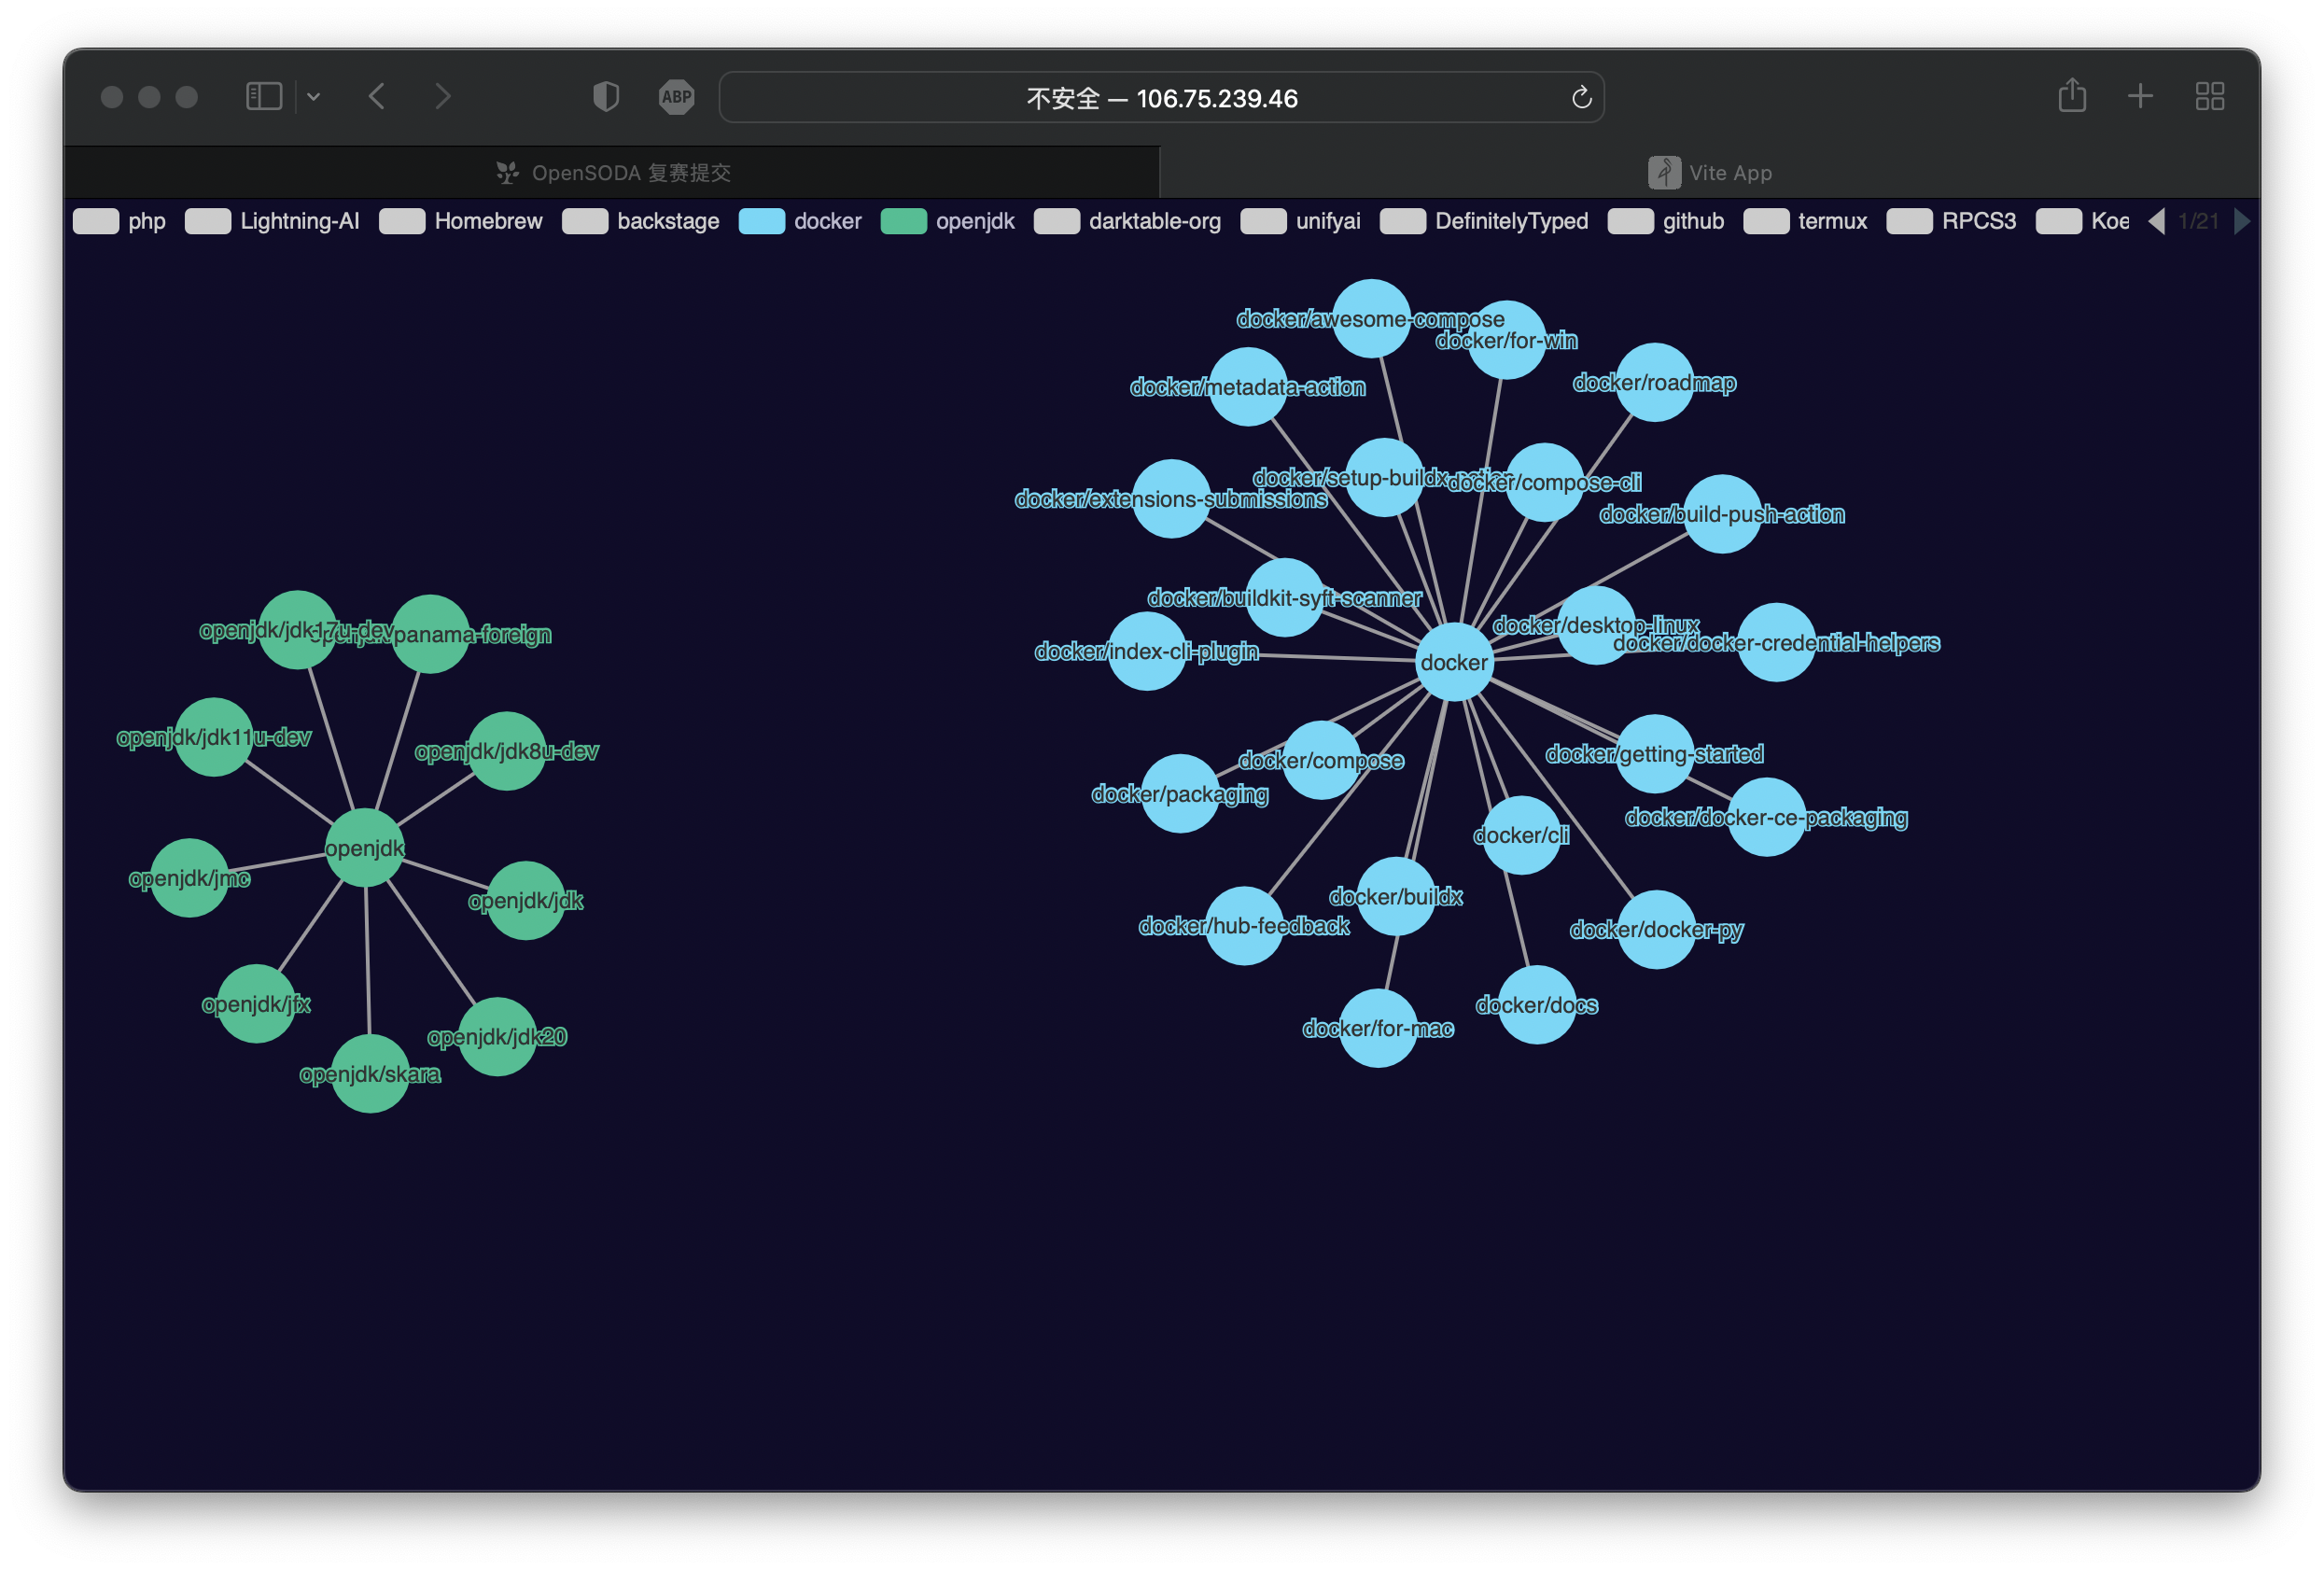 ABP
不安全 — 106.75.239.46
OpenSODA 复赛提交
Vite App
php Lightning-AI Homebrew backstage docker openjdk darktable-org unifyai DefinitelyTyped github termux RPCS3 Koe 1/21
docker/awesome-compose
docker/for-win
docker/metadata-action
docker/roadmap
docker/setup-buildx-action
docker/compose-cli
docker/extensions-submissions
docker/build-push-action
docker/buildkit-syft-scanner
docker/desktop-linux
docker/docker-credential-helpers
docker/index-cli-plugin
docker
docker/getting-started
docker/compose
docker/packaging
docker/docker-ce-packaging
docker/cli
docker/buildx
docker/hub-feedback
docker/docker-py
docker/docs
docker/for-mac
openjdk/jdk17u-dev
openjdk/panama-foreign
openjdk/jdk11u-dev
openjdk/jdk8u-dev
openjdk
openjdk/jmc
openjdk/jdk
openjdk/jfx
openjdk/jdk20
openjdk/skara